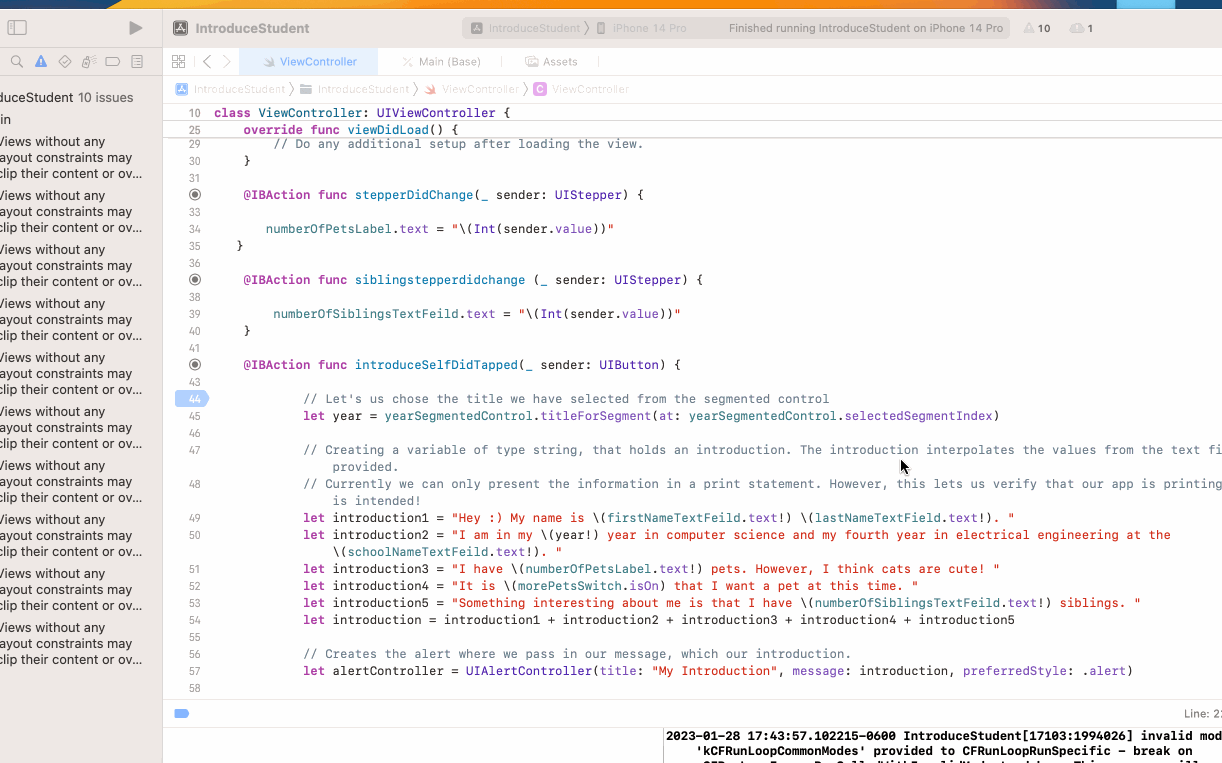 IntroduceStudent
IntroduceStudent 〉 iPhone 14 Pro
Finished running IntroduceStudent on iPhone 14 Pro
10
1
ViewController
Main (Base)
Assets
IntroduceStudent 〉 IntroduceStudent 〉 ViewController 〉 C ViewController
duceStudent 10 issues
in
Views without any
ayout constraints may
clip their content or ov...
Views without any
ayout constraints may
clip their content or ov...
Views without any
ayout constraints may
clip their content or ov...
Views without any
ayout constraints may
clip their content or ov...
Views without any
ayout constraints may
clip their content or ov...
Views without any
ayout constraints may
clip their content or ov...
Views without any
ayout constraints may
clip their content or ov...
Views without any
ayout constraints may
clip their content or ov...
Views without any
ayout constraints may
clip their content or ov...
Views without any
ayout constraints may
clip their content or ov...
10 class ViewController: UIViewController {
25 override func viewDidLoad() {
29 // Do any additional setup after loading the view.
30 }
31
@IBAction func stepperDidChange(_ sender: UIStepper) {
33
34 numberOfPetsLabel.text = "\(Int(sender.value))"
35 }
36
@IBAction func siblingstepperdidchange (_ sender: UIStepper) {
38
39 numberOfSiblingsTextFeild.text = "\(Int(sender.value))"
40 }
41
@IBAction func introduceSelfDidTapped(_ sender: UIButton) {
43
44 // Let's us chose the title we have selected from the segmented control
45 let year = yearSegmentedControl.titleForSegment(at: yearSegmentedControl.selectedSegmentIndex)
46
47 // Creating a variable of type string, that holds an introduction. The introduction interpolates the values from the text fi
provided.
48 // Currently we can only present the information in a print statement. However, this lets us verify that our app is printing
is intended!
49 let introduction1 = "Hey :) My name is \(firstNameTextFeild.text!) \(lastNameTextField.text!). "
50 let introduction2 = "I am in my \(year!) year in computer science and my fourth year in electrical engineering at the
\(schoolNameTextFeild.text!). "
51 let introduction3 = "I have \(numberOfPetsLabel.text!) pets. However, I think cats are cute! "
52 let introduction4 = "It is \(morePetsSwitch.isOn) that I want a pet at this time. "
53 let introduction5 = "Something interesting about me is that I have \(numberOfSiblingsTextFeild.text!) siblings. "
54 let introduction = introduction1 + introduction2 + introduction3 + introduction4 + introduction5
55
56 // Creates the alert where we pass in our message, which our introduction.
57 let alertController = UIAlertController(title: "My Introduction", message: introduction, preferredStyle: .alert)
58
Line: 2
2023-01-28 17:43:57.102215-0600 IntroduceStudent[17103:1994026] invalid mod
'kCFRunLoopCommonModes' provided to CFRunLoopRunSpecific - break on